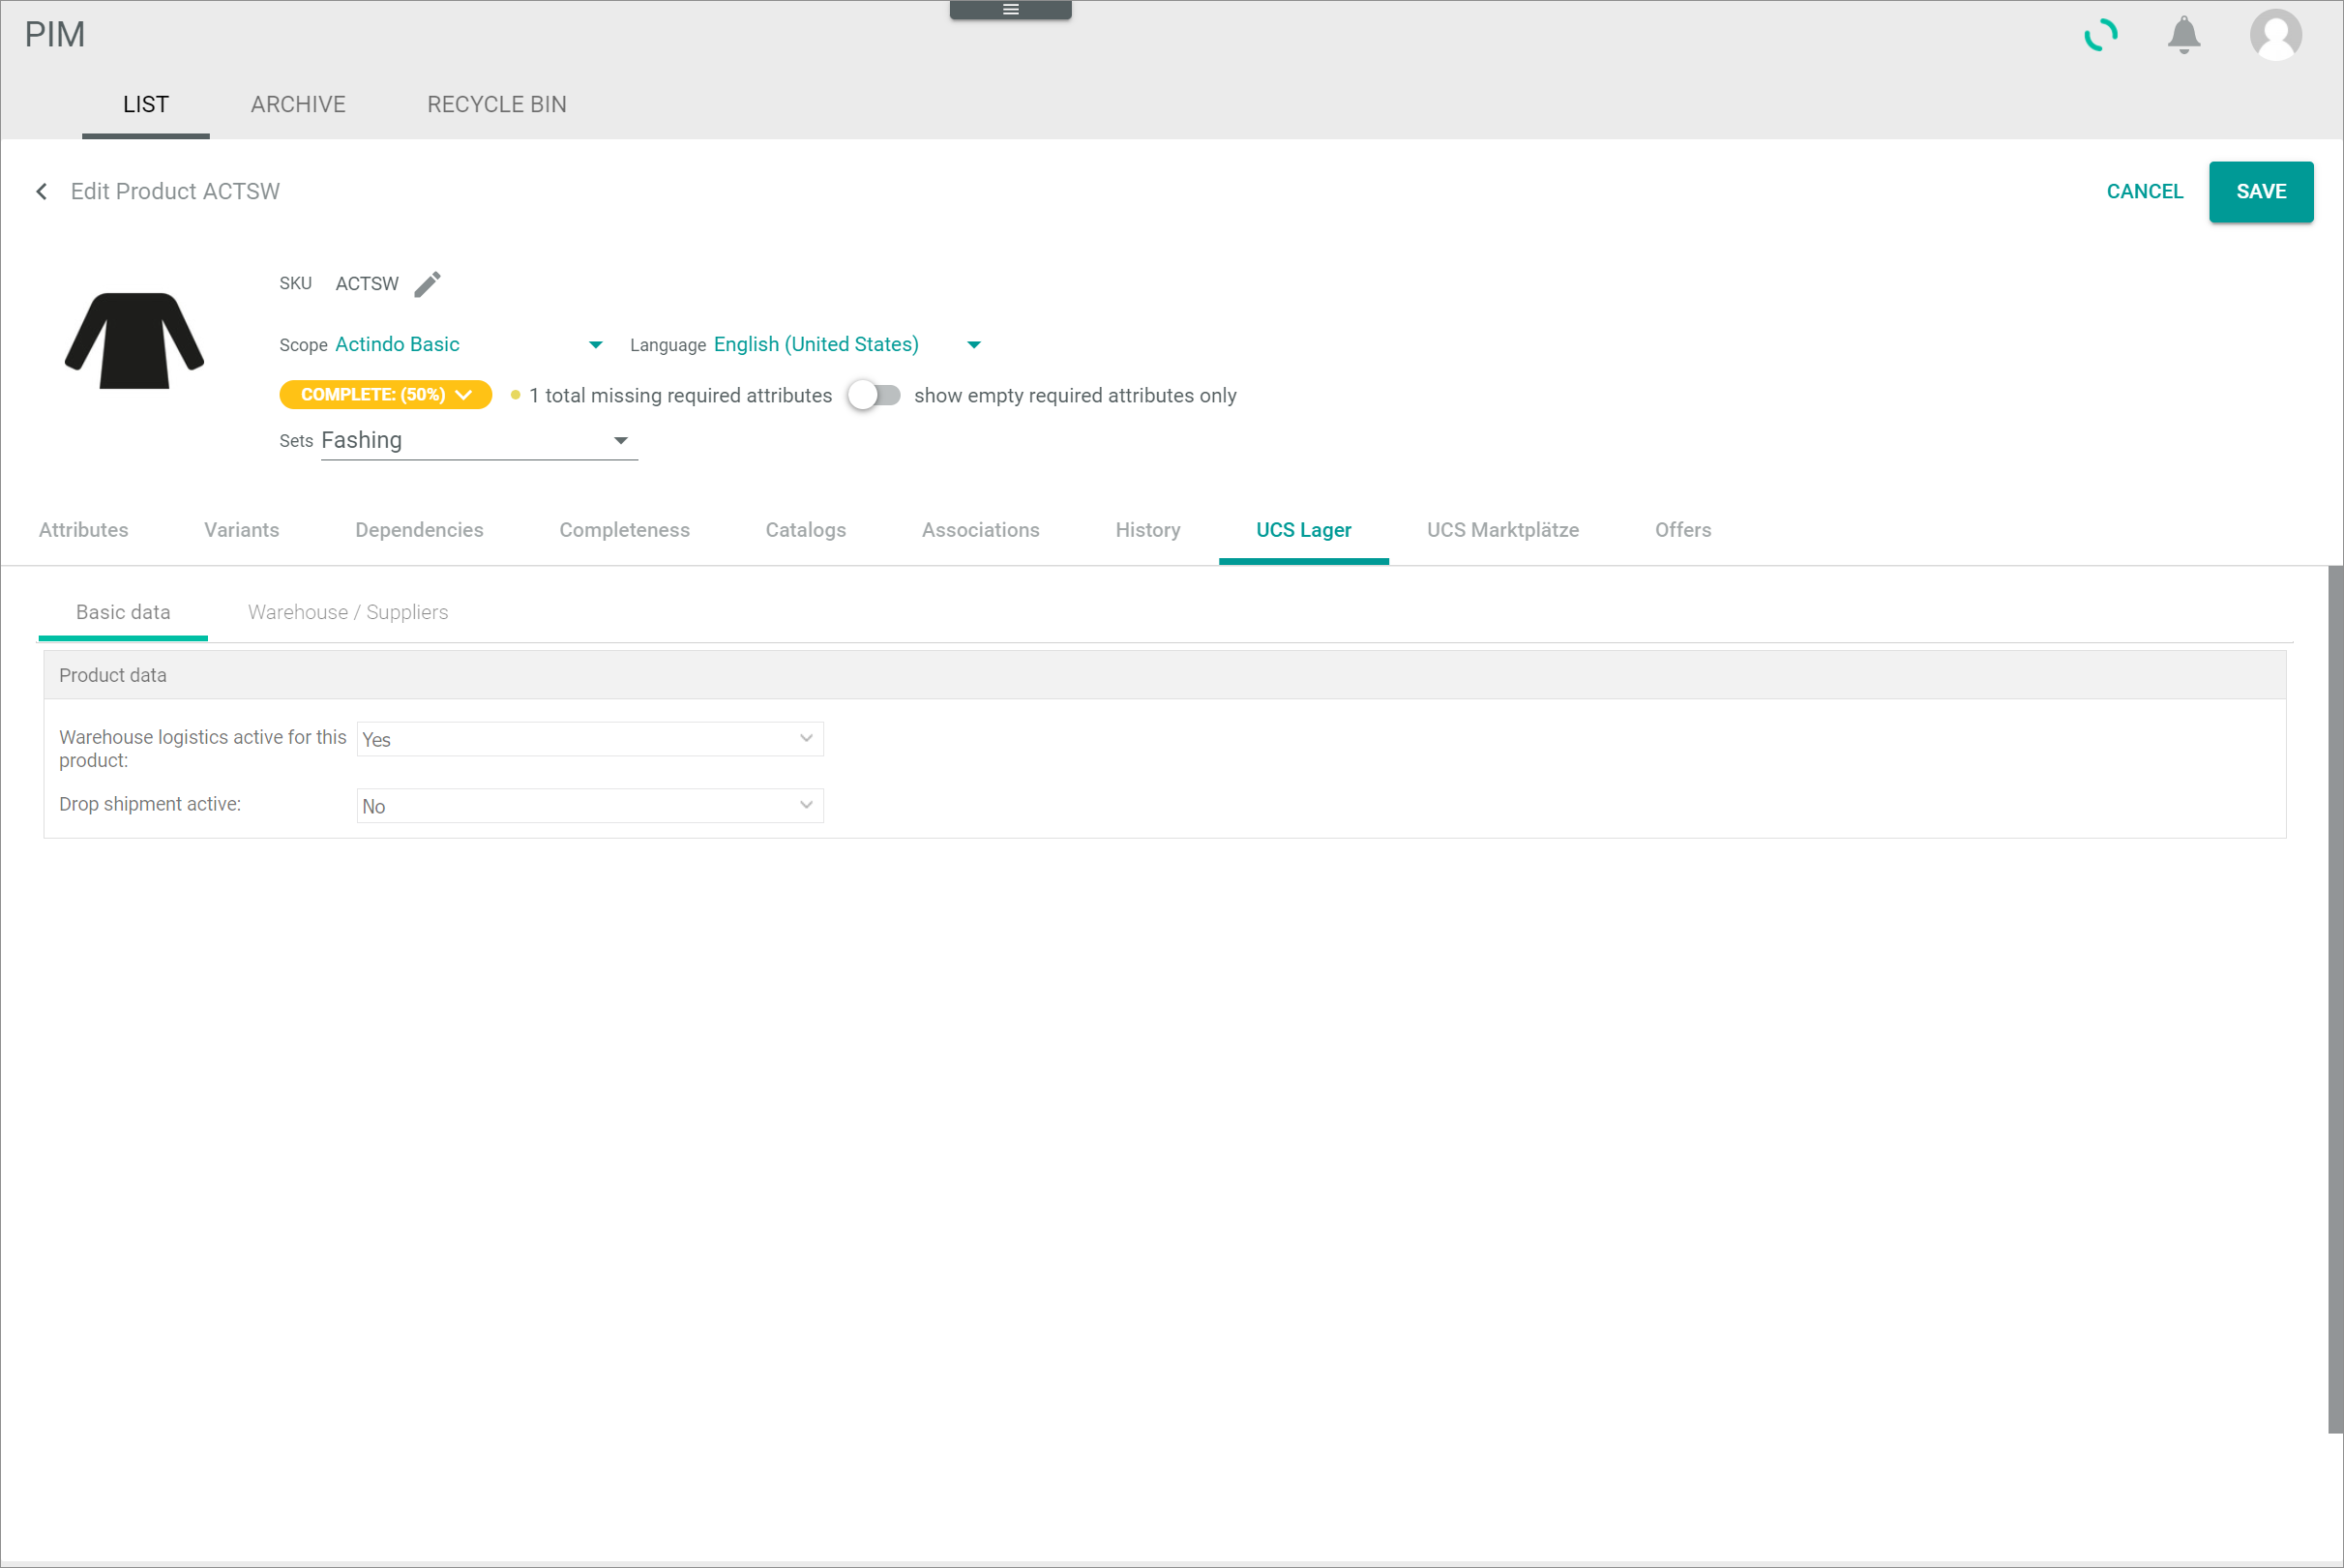 PIM
LIST ARCHIVE RECYCLE BIN
Edit Product ACTSW CANCEL SAVE
SKU ACTSW
Scope Actindo Basic Language English (United States)
COMPLETE: (50%) 1 total missing required attributes show empty required attributes only
Sets Fashing
Attributes Variants Dependencies Completeness Catalogs Associations History UCS Lager UCS Marktplätze Offers
Basic data Warehouse / Suppliers
Product data
Warehouse logistics active for this Yes
product:
Drop shipment active: No